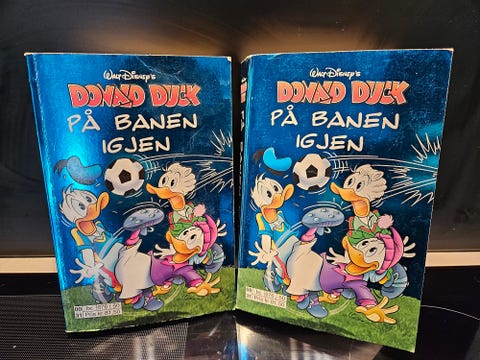 WALT DISNEY'S
DONALD DUCK
PÅ BANEN
IGJEN
WALT DISNEY'S
DONALD DUCK
PÅ BANEN
IGJEN